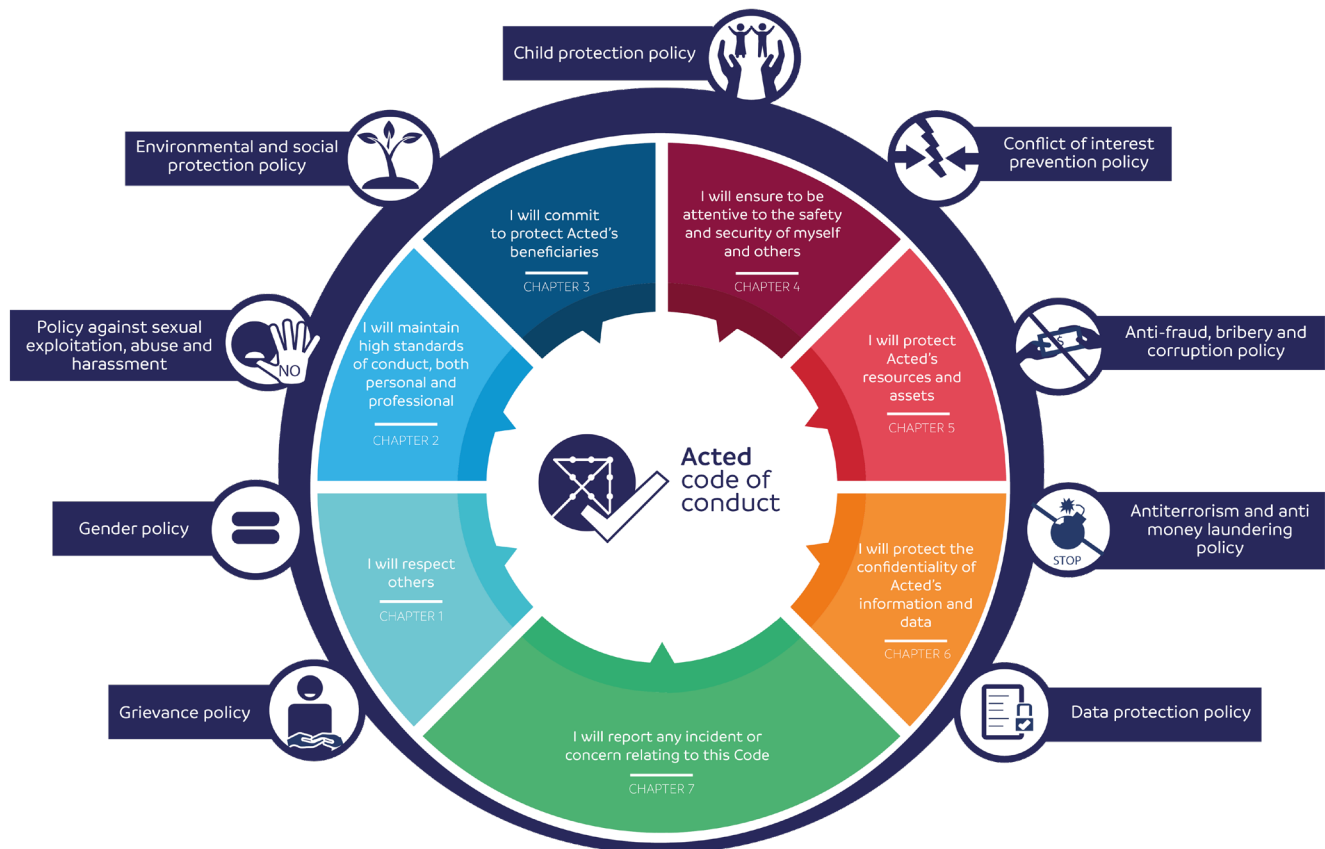 Child protection policy
Environmental and social
protection policy
Conflict of interest
prevention policy
Policy against sexual
exploitation, abuse and
harassment
NO
Anti-fraud, bribery and
corruption policy
$
Gender policy
Antiterrorism and anti
money laundering
policy
STOP
Grievance policy
Data protection policy
I will respect
others
CHAPTER 1
I will maintain
high standards
of conduct, both
personal and
professional
CHAPTER 2
I will commit
to protect Acted's
beneficiaries
CHAPTER 3
I will ensure to be
attentive to the safety
and security of myself
and others
CHAPTER 4
I will protect
Acted's
resources and
assets
CHAPTER 5
I will protect the
confidentiality of
Acted's
information and
data
CHAPTER 6
I will report any incident or
concern relating to this Code
CHAPTER 7
Acted
code of
conduct